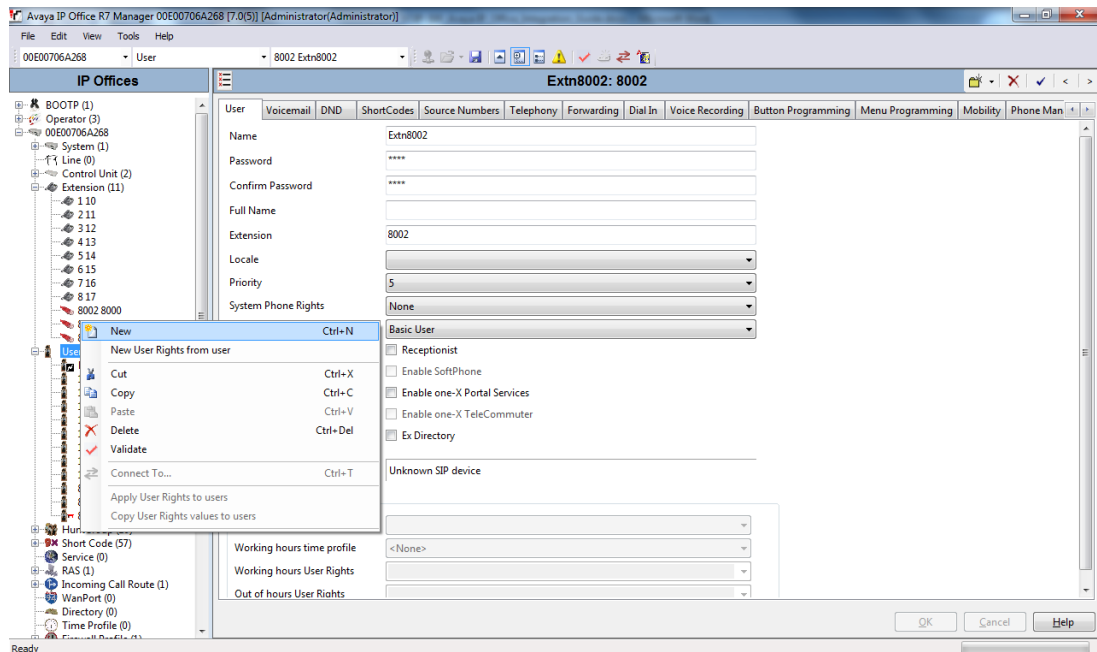 Avaya IP Office R7 Manager 00E00706A268 [7.0(5)] [Administrator(Administrator)]
File Edit View Tools Help
00E00706A268 User 8002 Extn8002
IP Offices
Extn8002: 8002
BOOTP (1)
Operator (3)
00E00706A268
System (1)
Line (0)
Control Unit (2)
Extension (11)
1 10
2 11
3 12
4 13
5 14
6 15
7 16
8 17
8002 8000
User
New Ctrl+N
New User Rights from user
Cut Ctrl+X
Copy Ctrl+C
Paste Ctrl+V
Delete Ctrl+Del
Validate
Connect To... Ctrl+T
Apply User Rights to users
Copy User Rights values to users
Short Code (57)
Service (0)
RAS (1)
Incoming Call Route (1)
WanPort (0)
Directory (0)
Time Profile (0)
User Voicemail DND ShortCodes Source Numbers Telephony Forwarding Dial In Voice Recording Button Programming Menu Programming Mobility Phone Man
Name Extn8002
Password ****
Confirm Password ****
Full Name
Extension 8002
Locale
Priority 5
System Phone Rights None
Basic User
Receptionist
Enable SoftPhone
Enable one-X Portal Services
Enable one-X TeleCommuter
Ex Directory
Unknown SIP device
Working hours time profile <None>
Working hours User Rights
Out of hours User Rights
OK Cancel Help
Ready